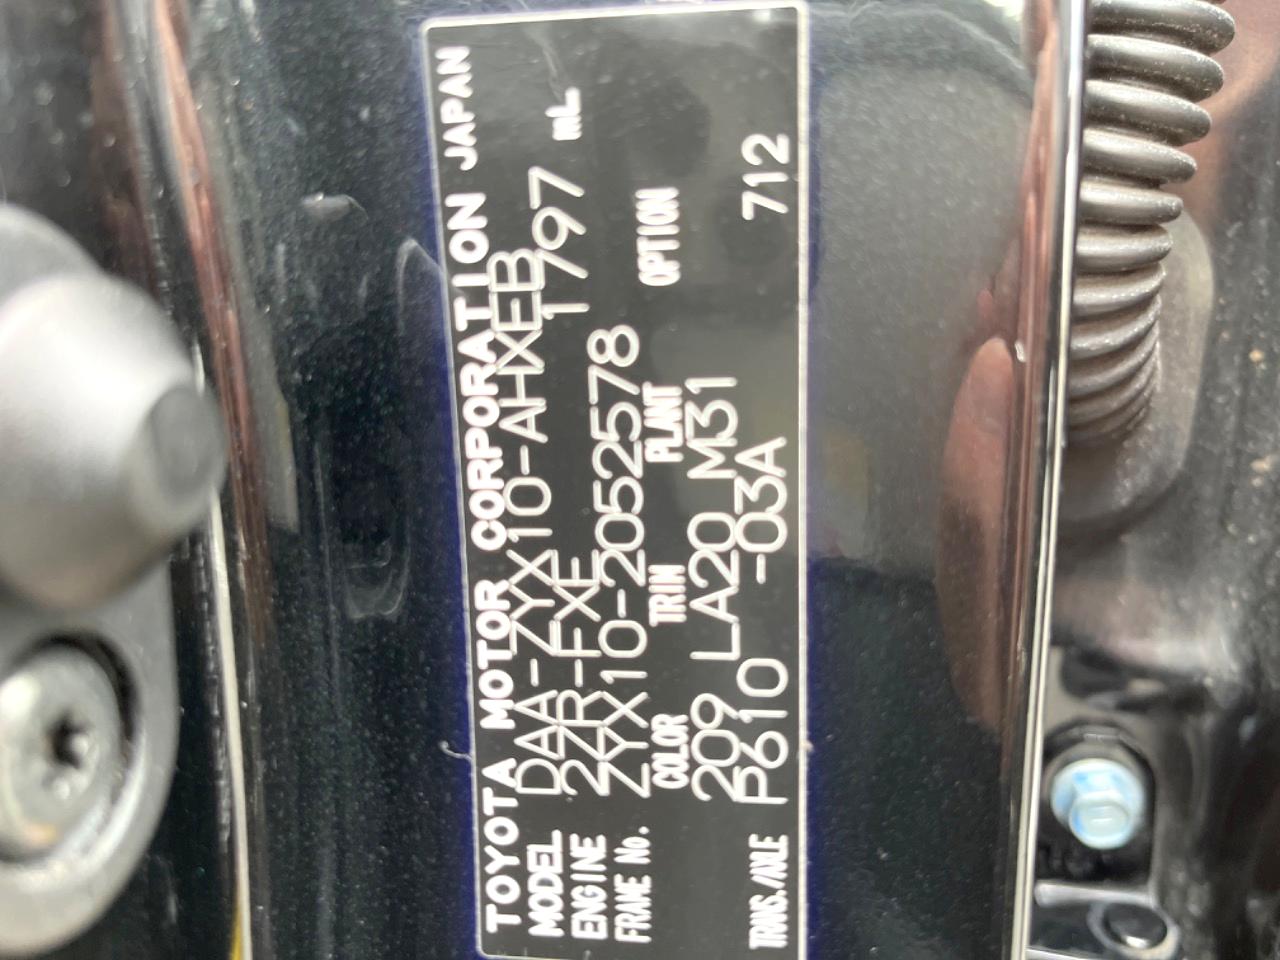 TOYOTA MOTOR CORPORATION JAPAN
MODEL DAA-ZYX10-AHXEB
ENGINE 2ZR-FXE 1797 mL
FRAME No. ZYX10-2052578
COLOR TRIM PLANT OPTION
209 LA20 M31
TRANS./AXLE P610 -03A 712